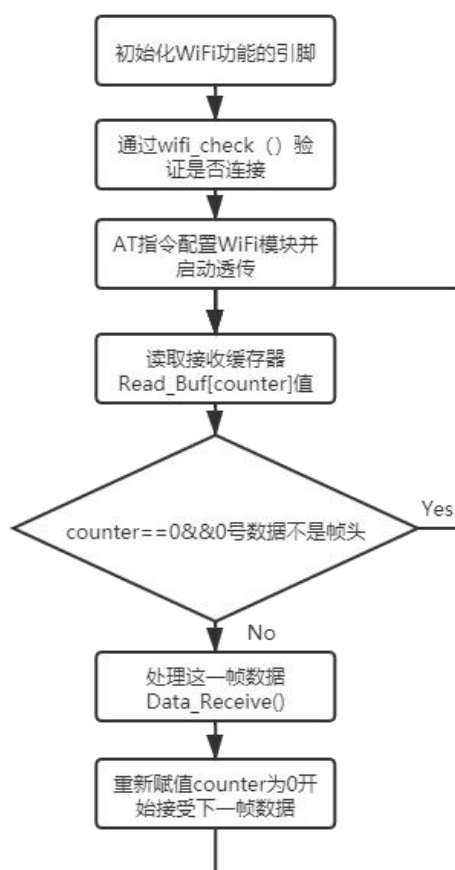 初始化WiFi功能的引脚
通过wifi_check（）验
证是否连接
AT指令配置WiFi模块并
启动透传
读取接收缓存器
Read_Buf[counter]值
counter==0&&0号数据不是帧头
Yes
No
处理这一帧数据
Data_Receive()
重新赋值counter为0开
始接受下一帧数据